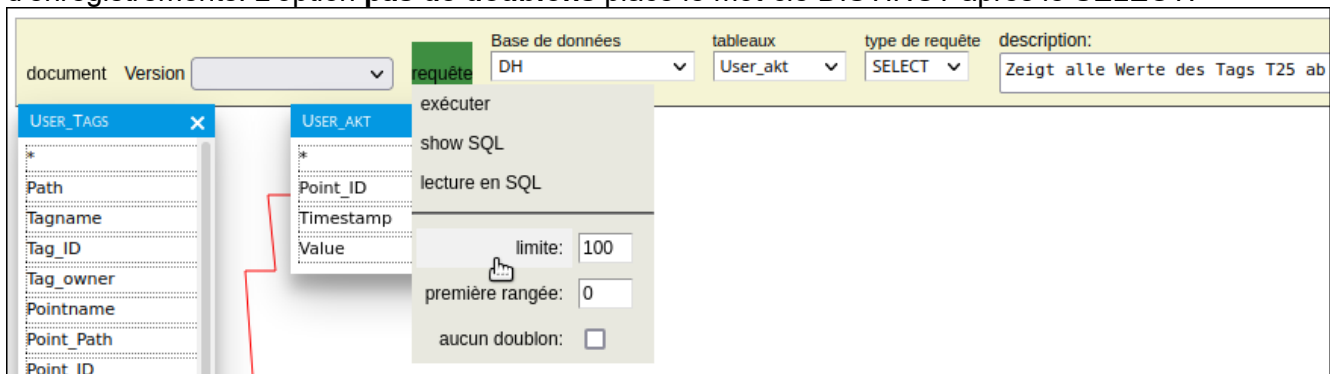 d'enregistrements. L'option pas de doublons place le mot-clé DISTINCT après le SELECT.
Base de données tableaux type de requête description:
document Version requête DH User_akt SELECT Zeigt alle Werte des Tags T25 ab
exécuter
USER_TAGS × USER_AKT
show SQL
* *
Path Point_ID lecture en SQL
Tagname Timestamp
Tag_ID Value limite: 100
Tag_owner
première rangée: 0
Pointname
Point_Path aucun doublon:
Point_ID